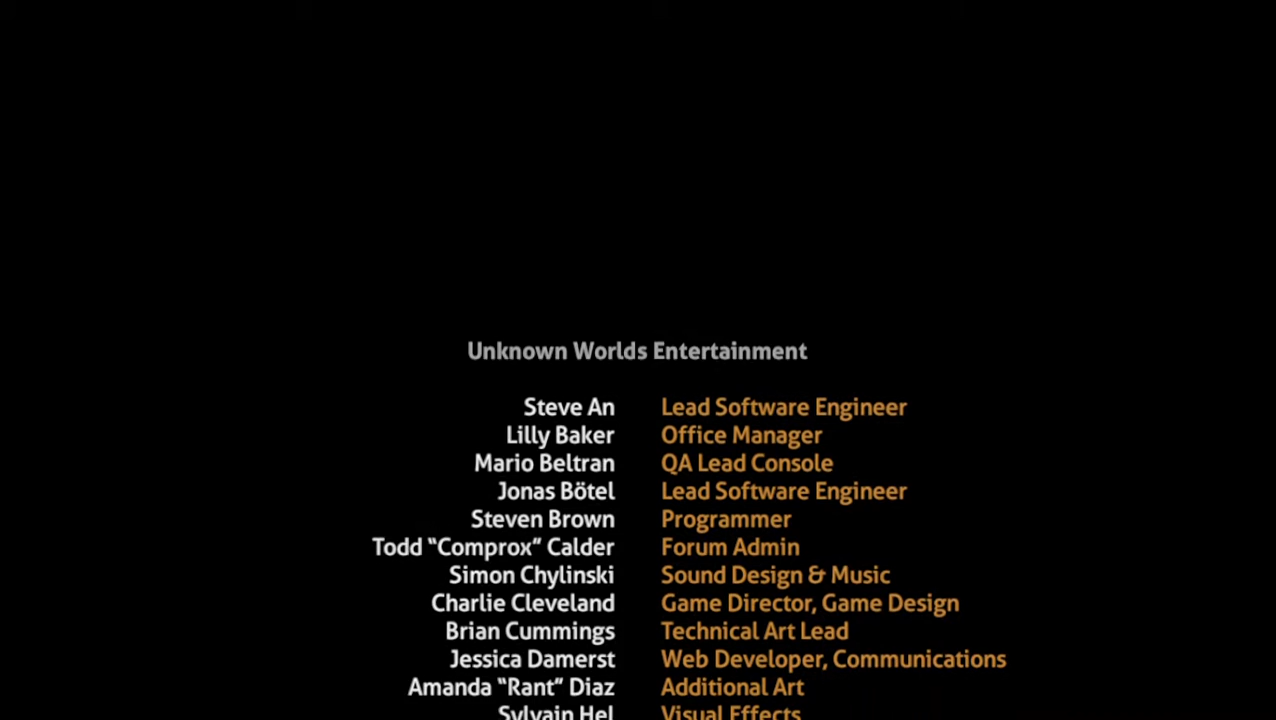 Unknown Worlds Entertainment
Steve An Lead Software Engineer
Lilly Baker Office Manager
Mario Beltran QA Lead Console
Jonas Bötel Lead Software Engineer
Steven Brown Programmer
Todd “Comprox” Calder Forum Admin
Simon Chylinski Sound Design & Music
Charlie Cleveland Game Director, Game Design
Brian Cummings Technical Art Lead
Jessica Damerst Web Developer, Communications
Amanda “Rant” Diaz Additional Art
Sylvain Hel Visual Effects